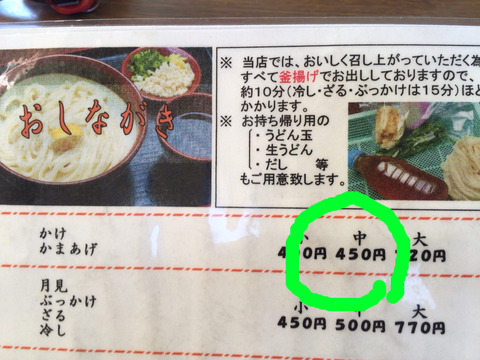 おしながき
※ 当店では、おいしく召し上がっていただく為
すべて釜揚げでお出ししておりますので、
約10分（冷し・ざる・ぶっかけは15分）ほど
かかります。
※ お持ち帰り用の
・うどん玉
・生うどん
・だし 等
もご用意致します。
かけ
かまあげ
小 中 大
450円
月見
ぶっかけ
ざる
冷し
小 中 大
450円 500円 770円